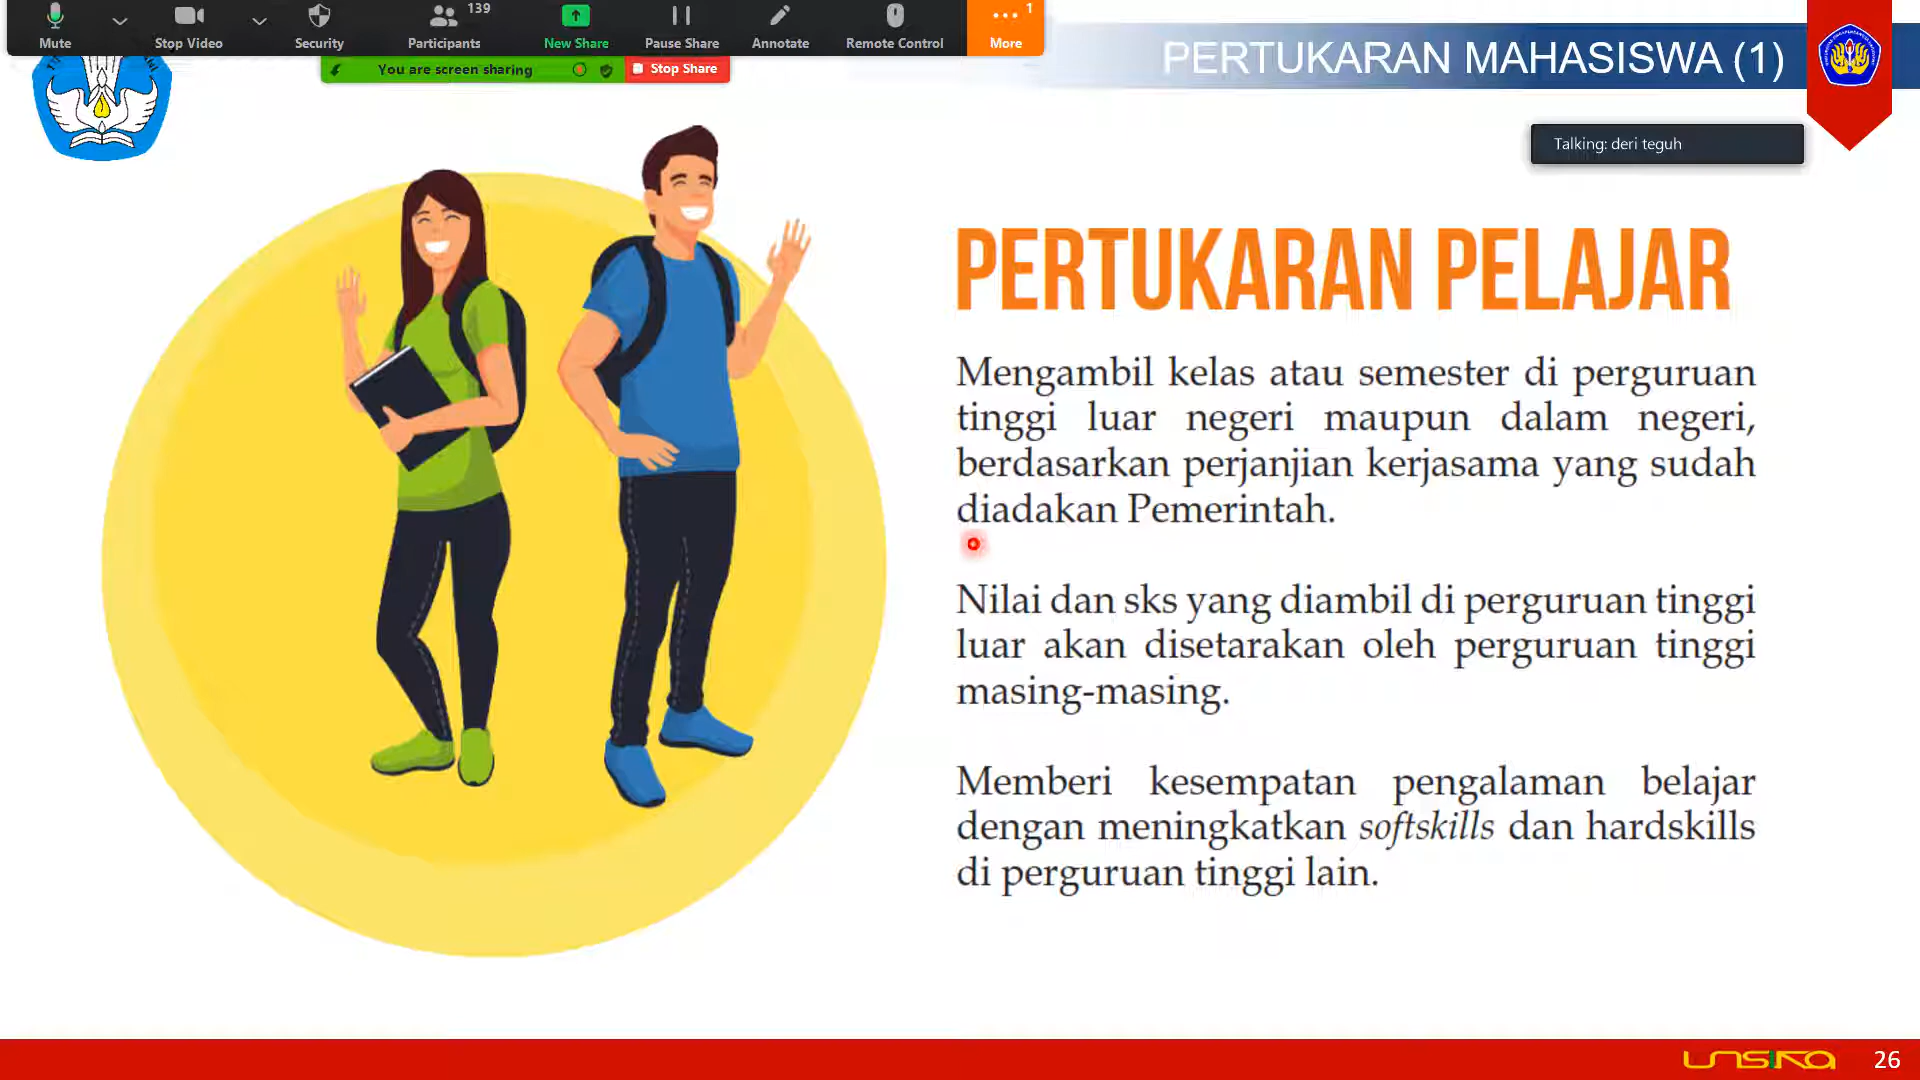 139
1
Mute
Stop Video
Security
Participants
New Share
Pause Share
Annotate
Remote Control
More
You are screen sharing
Stop Share
PERTUKARAN MAHASISWA (1)
Talking: deri teguh
PERTUKARAN PELAJAR
Mengambil kelas atau semester di perguruan
tinggi luar negeri maupun dalam negeri,
berdasarkan perjanjian kerjasama yang sudah
diadakan Pemerintah.
Nilai dan sks yang diambil di perguruan tinggi
luar akan disetarakan oleh perguruan tinggi
masing-masing.
Memberi kesempatan pengalaman belajar
dengan meningkatkan softskills dan hardskills
di perguruan tinggi lain.
unsika
26